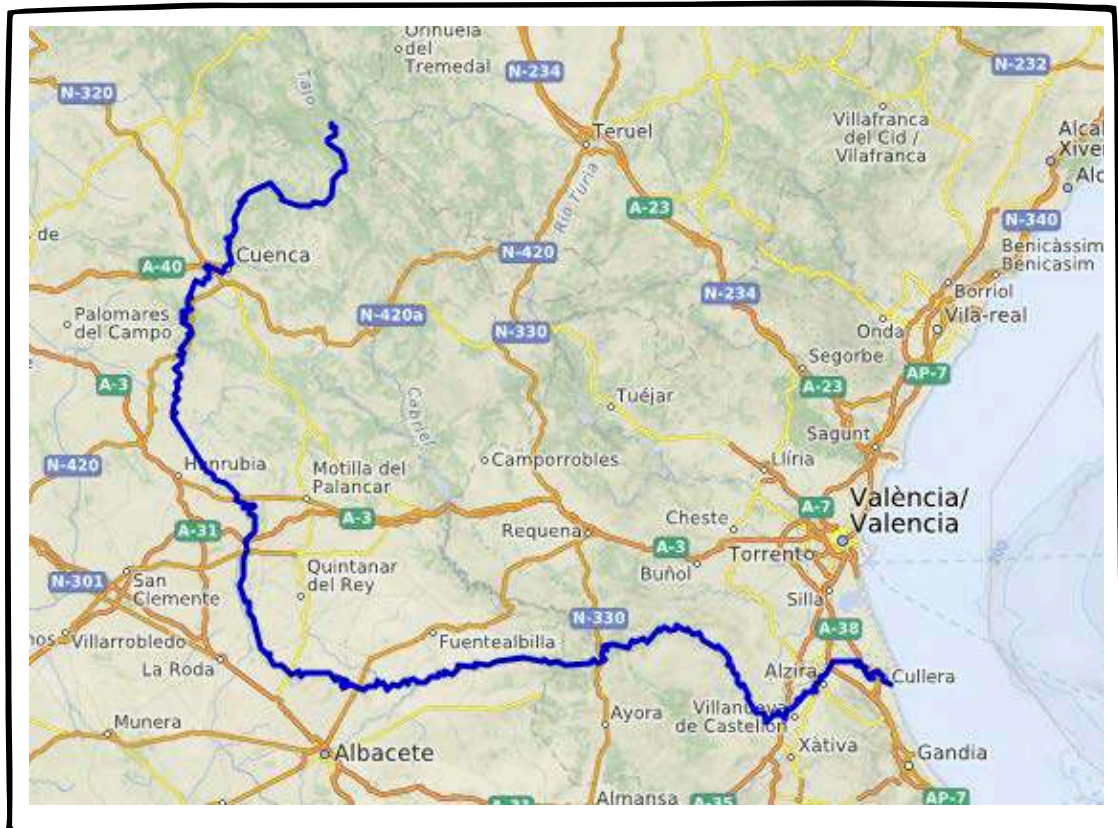 Orihuela
del
Tremedal
N-234
N-232
N-320
Tajo
Teruel
Villafranca
del Cid /
Vilafranca
Río Turia
A-23
N-340
de
Cuenca
A-40
N-420
Benicàssim
Benicasim
Borriol
Palomares
del Campo
N-420a
N-234
N-330
Onda
Vila-real
Segorbe
A-3
A-23
AP-7
Tuéjar
Cabriel
Sagunt
N-420
Honrubia
Motilla del
Palancar
Camporrobles
Llíria
A-7
València/
Valencia
A-3
Cheste
A-31
Requena
A-3
Torrento
Buñol
N-301
San
Clemente
Quintanar
del Rey
Silla
N-330
A-38
Villarrobledo
Fuentealbilla
La Roda
Alzira
Cullera
Munera
Ayora
Villanueva
de Castellón
Albacete
Xàtiva
Gandia
Almansa
A-35
AP-7